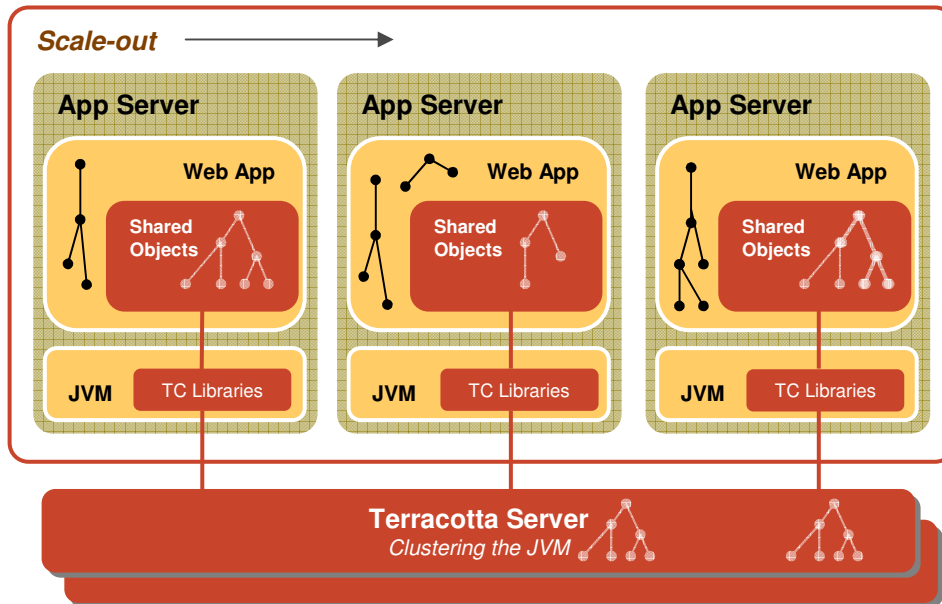 Scale-out
App Server
Web App
Shared
Objects
JVM
TC Libraries
App Server
Web App
Shared
Objects
JVM
TC Libraries
App Server
Web App
Shared
Objects
JVM
TC Libraries
Terracotta Server
Clustering the JVM